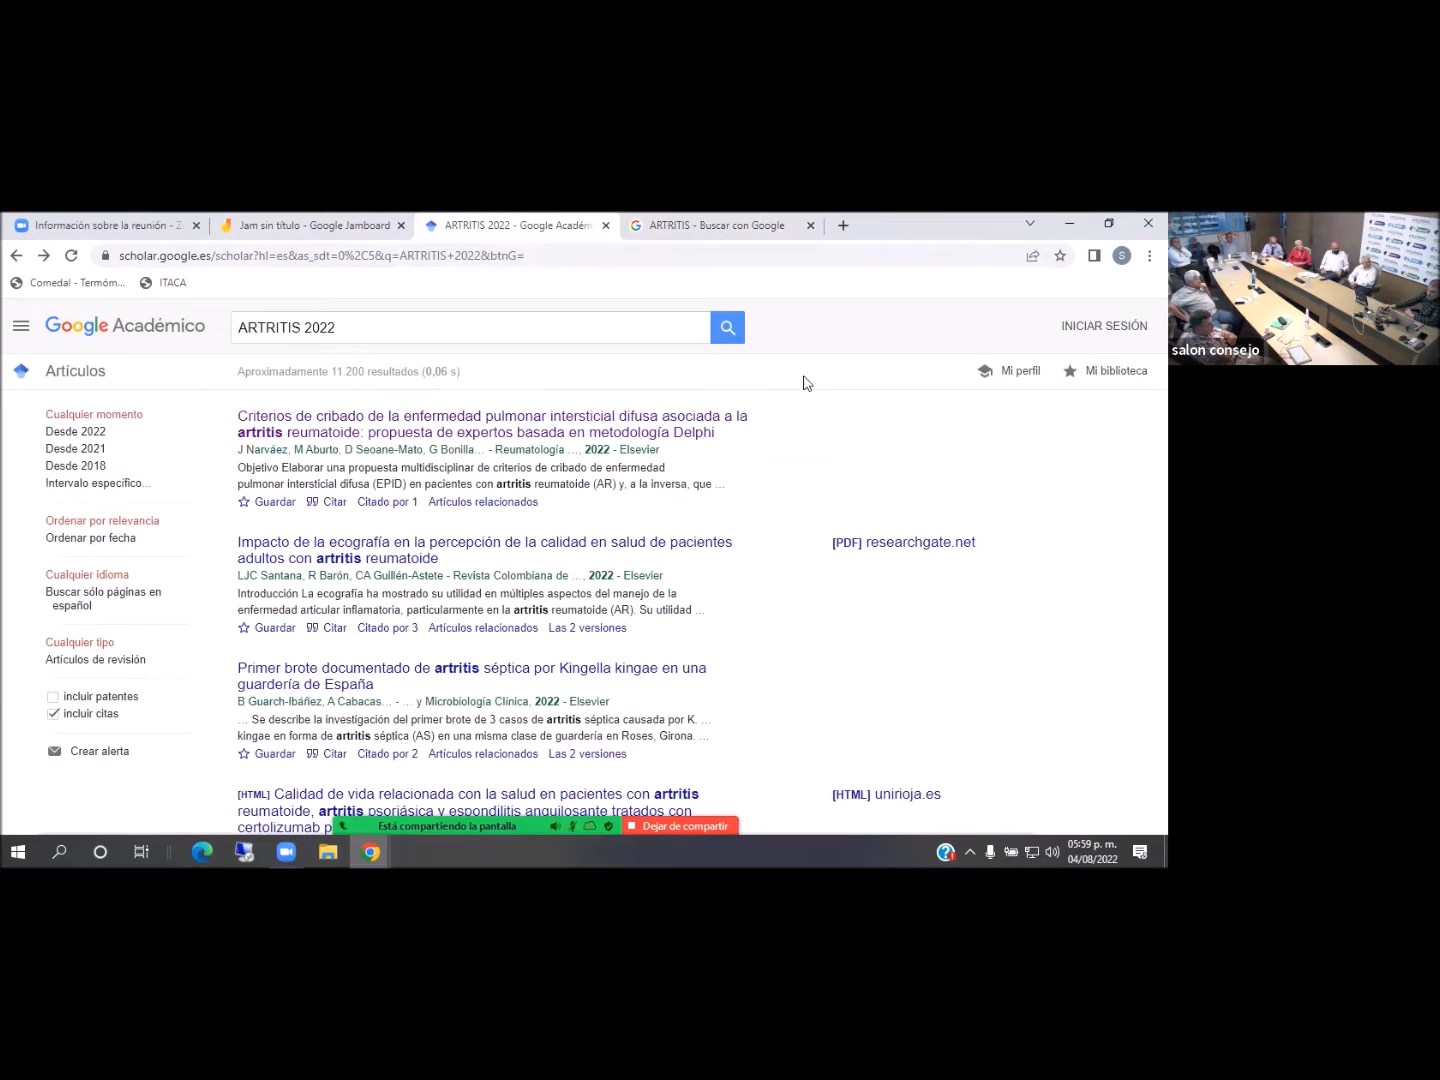 Información sobre la reunión - Z
Jam sin título - Google Jamboard
ARTRITIS 2022 - Google Académ
ARTRITIS - Buscar con Google
scholar.google.es/scholar?hl=es&as_sdt=0%2C5&q=ARTRITIS+2022&btnG=
S
Comedal - Termóm...
ITACA
Google Académico
ARTRITIS 2022
INICIAR SESIÓN
salon consejo
Artículos
Aproximadamente 11.200 resultados (0,06 s)
Mi perfil
Mi biblioteca
Cualquier momento
Desde 2022
Desde 2021
Desde 2018
Intervalo específico...
Ordenar por relevancia
Ordenar por fecha
Cualquier idioma
Buscar sólo páginas en
español
Cualquier tipo
Artículos de revisión
incluir patentes
incluir citas
Crear alerta
Criterios de cribado de la enfermedad pulmonar intersticial difusa asociada a la
artritis reumatoide: propuesta de expertos basada en metodología Delphi
J Narváez, M Aburto, D Seoane-Mato, G Bonilla... - Reumatología ..., 2022 - Elsevier
Objetivo Elaborar una propuesta multidisciplinar de criterios de cribado de enfermedad
pulmonar intersticial difusa (EPID) en pacientes con artritis reumatoide (AR) y, a la inversa, que ...
Guardar Citar Citado por 1 Artículos relacionados
Impacto de la ecografía en la percepción de la calidad en salud de pacientes
adultos con artritis reumatoide
[PDF] researchgate.net
LJC Santana, R Barón, CA Guillén-Astete - Revista Colombiana de ..., 2022 - Elsevier
Introducción La ecografía ha mostrado su utilidad en múltiples aspectos del manejo de la
enfermedad articular inflamatoria, particularmente en la artritis reumatoide (AR). Su utilidad ...
Guardar Citar Citado por 3 Artículos relacionados Las 2 versiones
Primer brote documentado de artritis séptica por Kingella kingae en una
guardería de España
B Guarch-Ibáñez, A Cabacas... - ... y Microbiología Clínica, 2022 - Elsevier
... Se describe la investigación del primer brote de 3 casos de artritis séptica causada por K. ...
kingae en forma de artritis séptica (AS) en una misma clase de guardería en Roses, Girona. ...
Guardar Citar Citado por 2 Artículos relacionados Las 2 versiones
[HTML] Calidad de vida relacionada con la salud en pacientes con artritis
reumatoide, artritis psoriásica y espondilitis anquilosante tratados con
certolizumab p
[HTML] unirioja.es
Está compartiendo la pantalla
Dejar de compartir
05:59 p. m.
04/08/2022